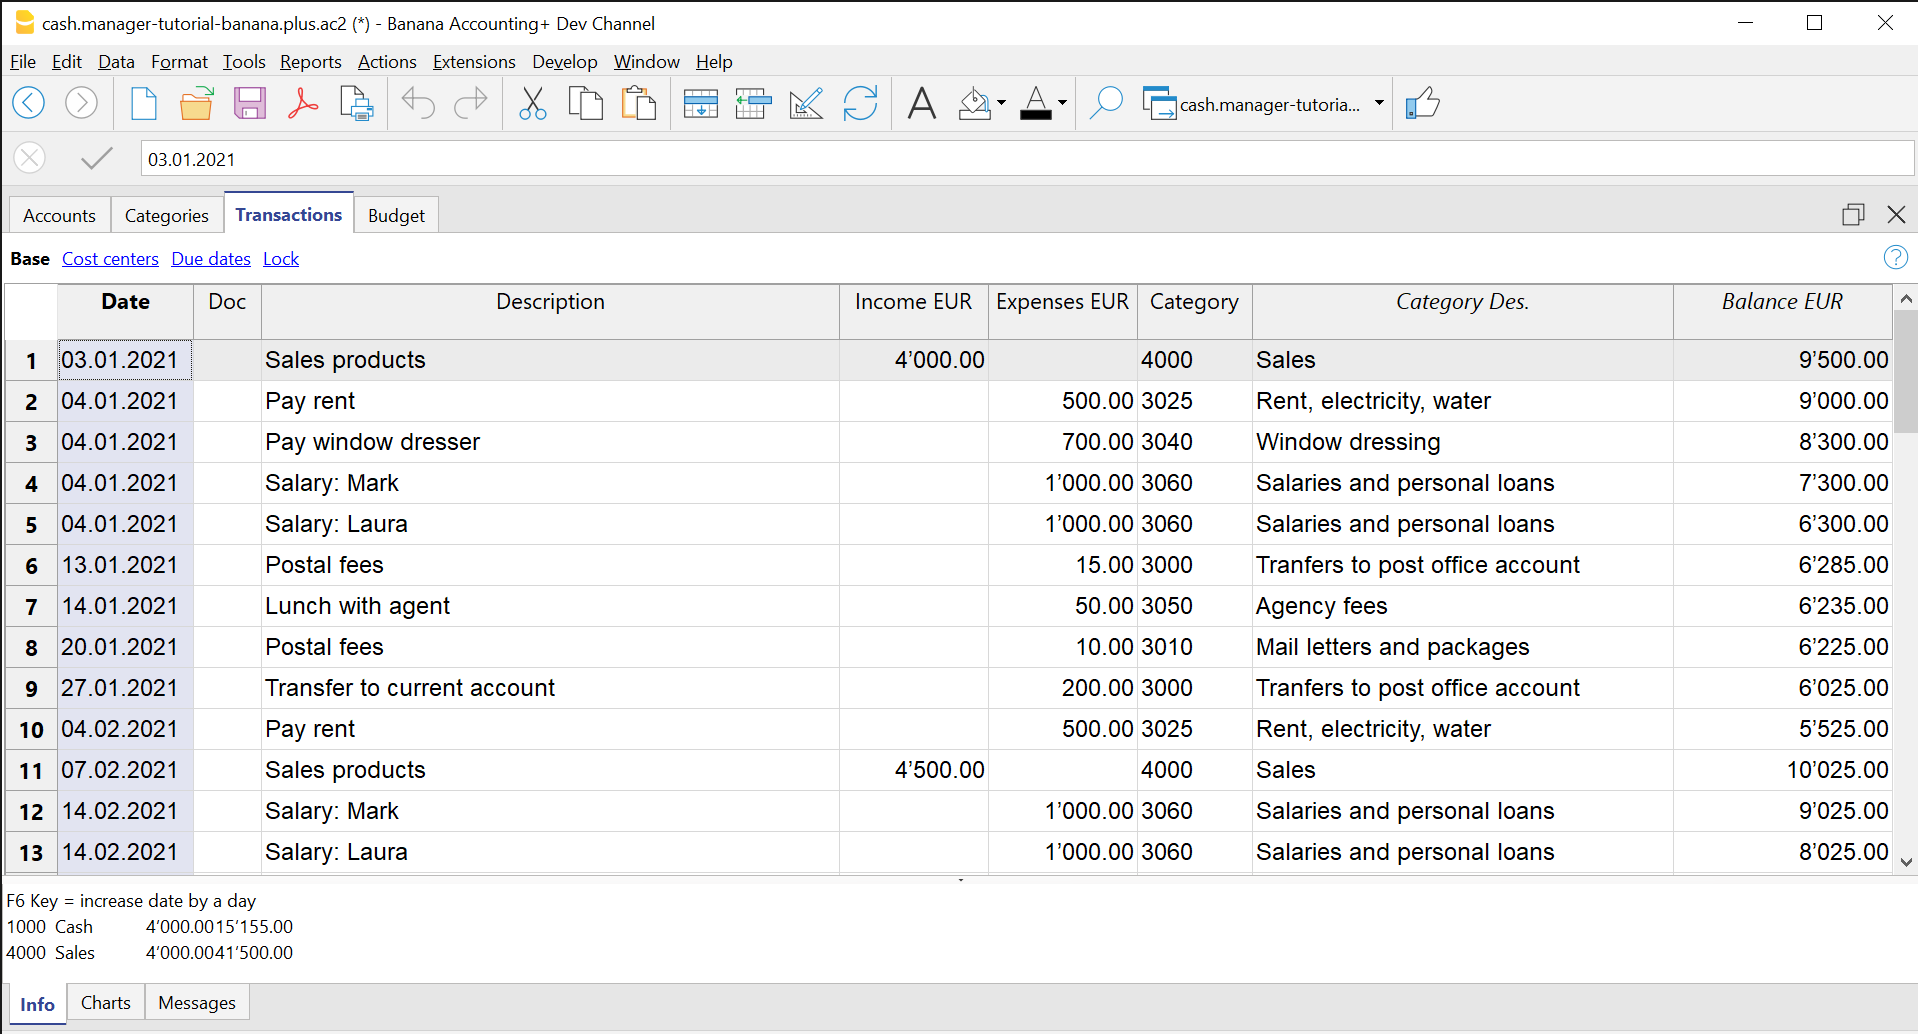 cash.manager-tutorial-banana.plus.ac2 (*) - Banana Accounting+ Dev Channel
File Edit Data Format Tools Reports Actions Extensions Develop Window Help
A A cash.manager-tutoria...
03.01.2021
Accounts Categories Transactions Budget
Base Cost centers Due dates Lock ?
Date Doc Description Income EUR Expenses EUR Category Category Des. Balance EUR
1 03.01.2021 Sales products 4’000.00 4000 Sales 9’500.00
2 04.01.2021 Pay rent 500.00 3025 Rent, electricity, water 9’000.00
3 04.01.2021 Pay window dresser 700.00 3040 Window dressing 8’300.00
4 04.01.2021 Salary: Mark 1’000.00 3060 Salaries and personal loans 7’300.00
5 04.01.2021 Salary: Laura 1’000.00 3060 Salaries and personal loans 6’300.00
6 13.01.2021 Postal fees 15.00 3000 Tranfers to post office account 6’285.00
7 14.01.2021 Lunch with agent 50.00 3050 Agency fees 6’235.00
8 20.01.2021 Postal fees 10.00 3010 Mail letters and packages 6’225.00
9 27.01.2021 Transfer to current account 200.00 3000 Tranfers to post office account 6’025.00
10 04.02.2021 Pay rent 500.00 3025 Rent, electricity, water 5’525.00
11 07.02.2021 Sales products 4’500.00 4000 Sales 10’025.00
12 14.02.2021 Salary: Mark 1’000.00 3060 Salaries and personal loans 9’025.00
13 14.02.2021 Salary: Laura 1’000.00 3060 Salaries and personal loans 8’025.00
F6 Key = increase date by a day
1000 Cash 4’000.0015’155.00
4000 Sales 4’000.0041’500.00
Info Charts Messages